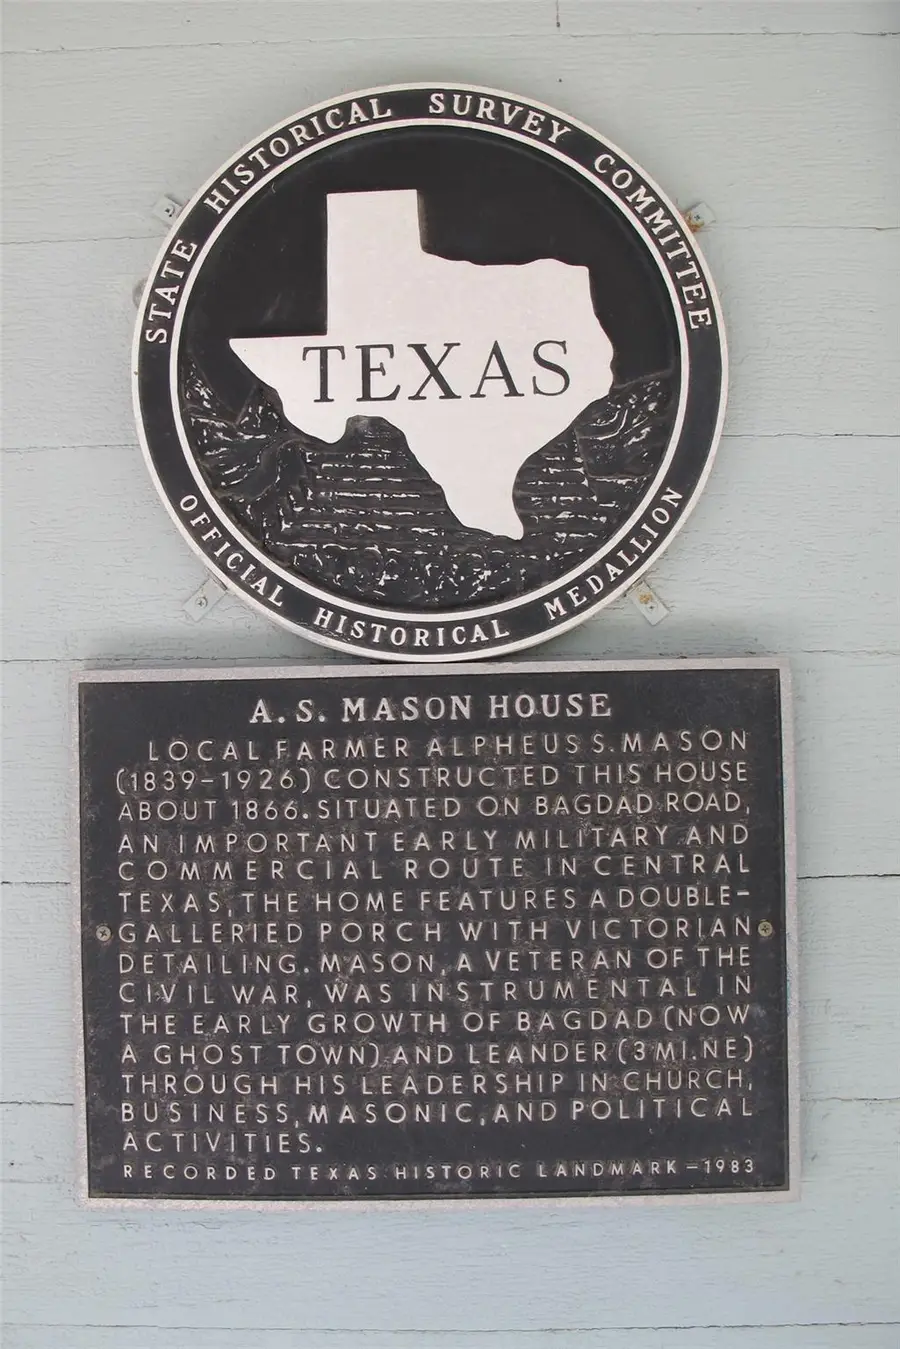 STATE HISTORICAL SURVEY COMMITTEE
TEXAS
OFFICIAL HISTORICAL MEDALLION
A. S. MASON HOUSE
LOCAL FARMER ALPHEUS S. MASON
(1839-1926) CONSTRUCTED THIS HOUSE
ABOUT 1866. SITUATED ON BAGDAD ROAD,
AN IMPORTANT EARLY MILITARY AND
COMMERCIAL ROUTE IN CENTRAL
TEXAS, THE HOME FEATURES A DOUBLE-
GALLERIED PORCH WITH VICTORIAN
DETAILING. MASON, A VETERAN OF THE
CIVIL WAR, WAS INSTRUMENTAL IN
THE EARLY GROWTH OF BAGDAD (NOW
A GHOST TOWN) AND LEANDER (3 MI. NE)
THROUGH HIS LEADERSHIP IN CHURCH,
BUSINESS, MASONIC, AND POLITICAL
ACTIVITIES.
RECORDED TEXAS HISTORIC LANDMARK-1983